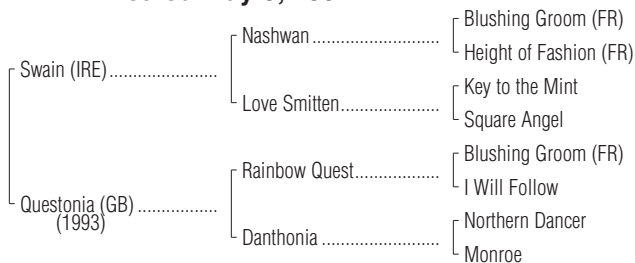 Blushing Groom (FR)
Nashwan
Height of Fashion (FR)
Swain (IRE)
Key to the Mint
Love Smitten
Square Angel
Blushing Groom (FR)
Rainbow Quest
I Will Follow
Questonia (GB)
(1993)
Northern Dancer
Danthonia
Monroe